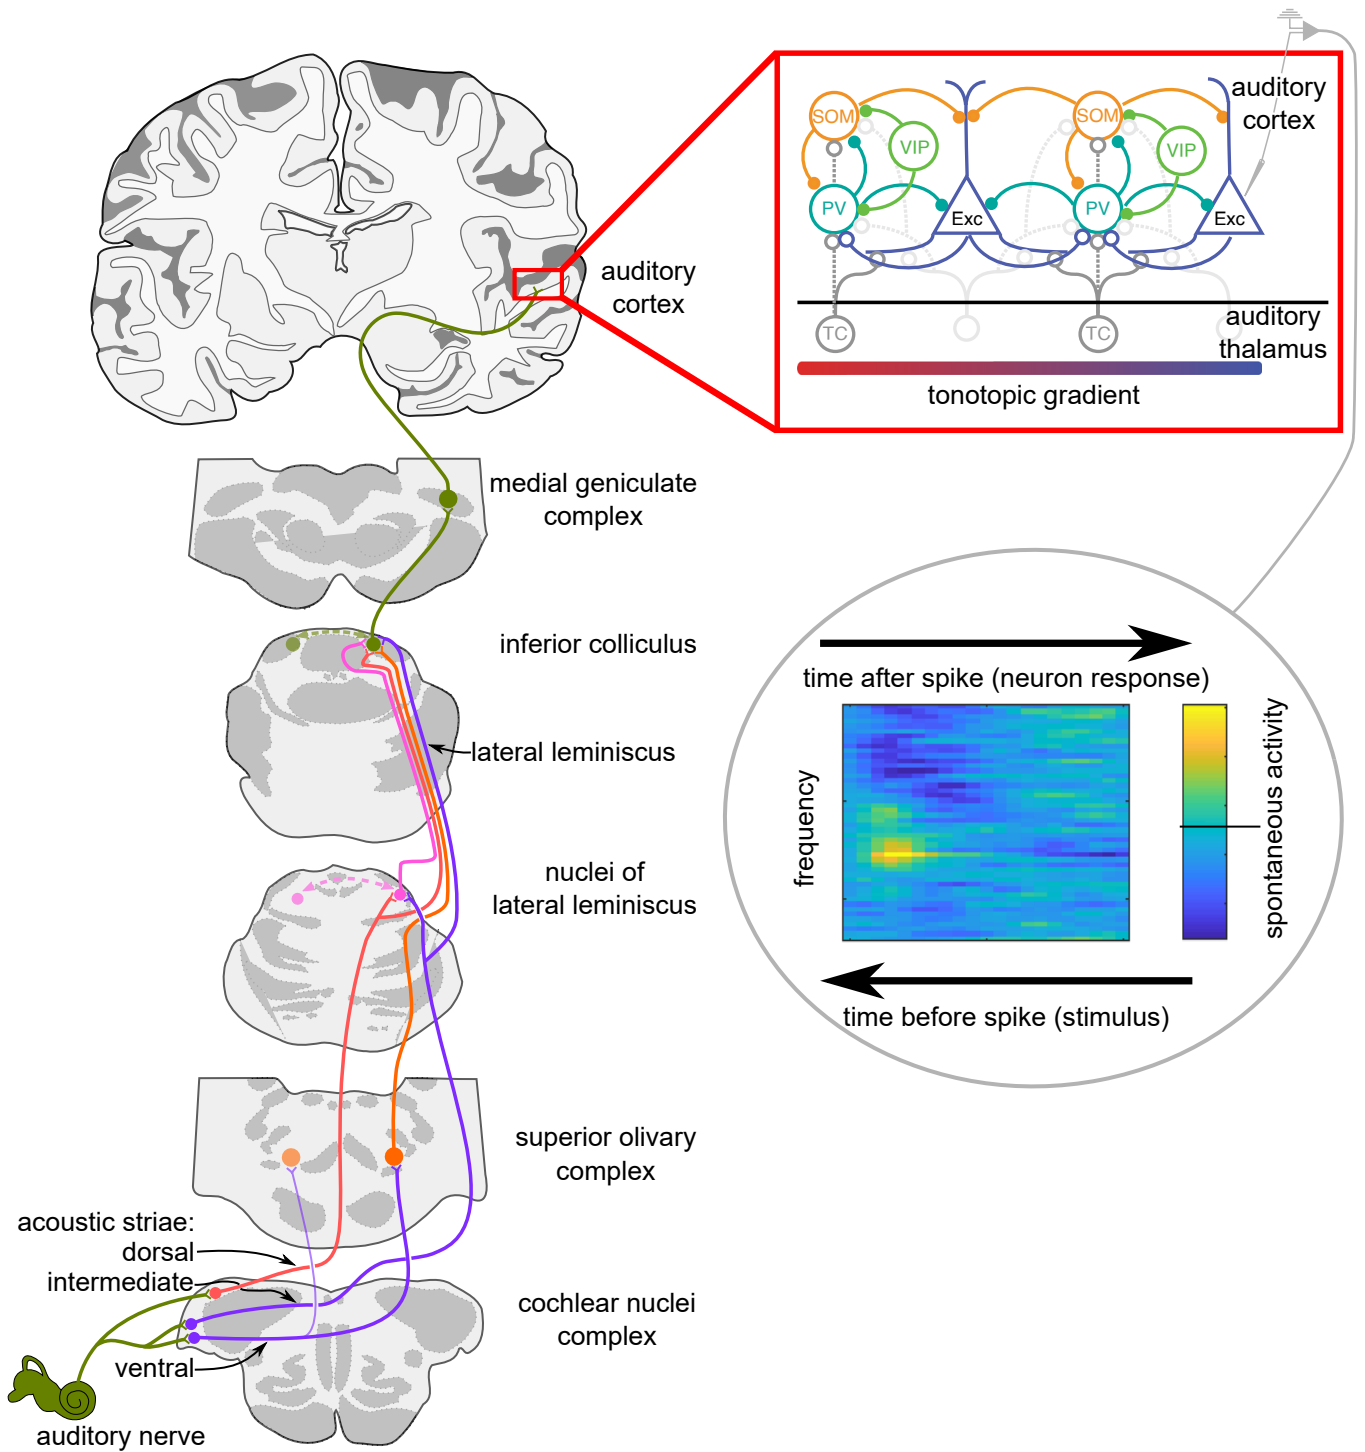 auditory
cortex
SOM
VIP
PV
Exc
SOM
VIP
PV
Exc
auditory
cortex
TC
TC
auditory
thalamus
tonotopic gradient
medial geniculate
complex
inferior colliculus
lateral leminiscus
nuclei of
lateral leminiscus
superior olivary
complex
acoustic striae:
dorsal
intermediate
ventral
cochlear nuclei
complex
auditory nerve
time after spike (neuron response)
frequency
spontaneous activity
time before spike (stimulus)